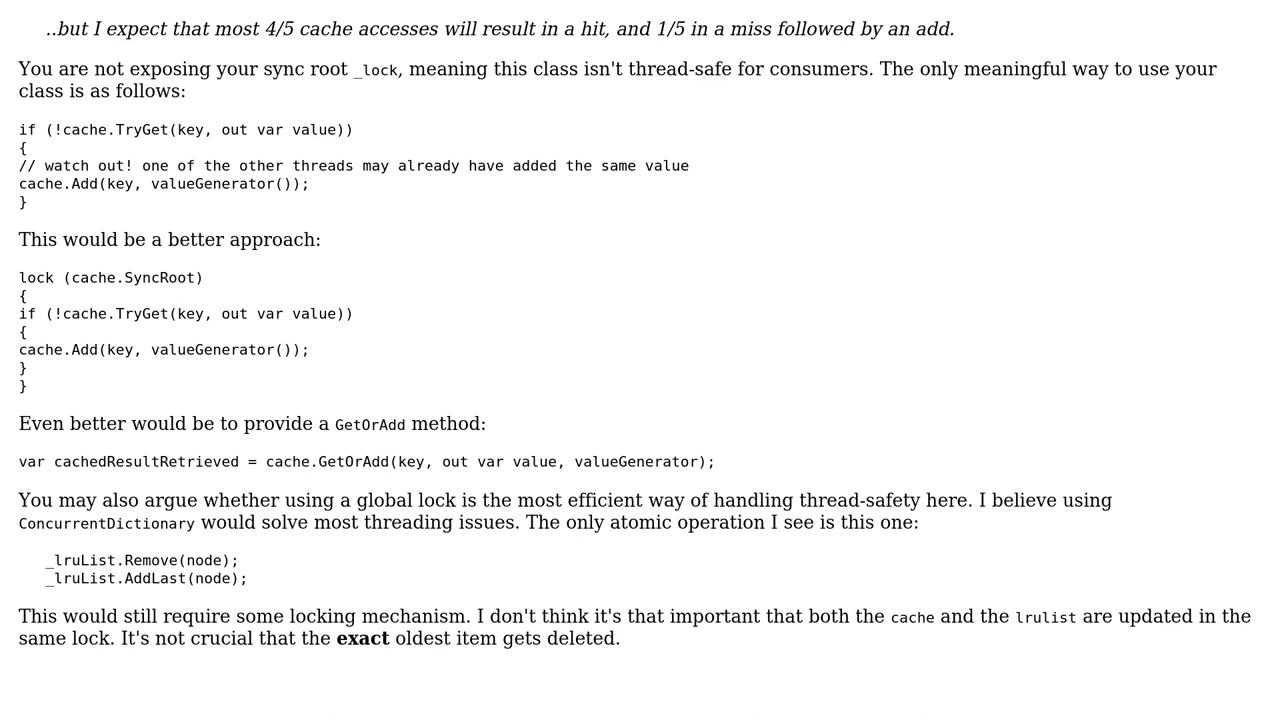 ..but I expect that most 4/5 cache accesses will result in a hit, and 1/5 in a miss followed by an add.
You are not exposing your sync root _lock, meaning this class isn't thread-safe for consumers. The only meaningful way to use your
class is as follows:
if (!cache.TryGet(key, out var value))
{
// watch out! one of the other threads may already have added the same value
cache.Add(key, valueGenerator());
}
This would be a better approach:
lock (cache.SyncRoot)
{
if (!cache.TryGet(key, out var value))
{
cache.Add(key, valueGenerator());
}
}
Even better would be to provide a GetOrAdd method:
var cachedResultRetrieved = cache.GetOrAdd(key, out var value, valueGenerator);
You may also argue whether using a global lock is the most efficient way of handling thread-safety here. I believe using
ConcurrentDictionary would solve most threading issues. The only atomic operation I see is this one:
_lruList.Remove(node);
_lruList.AddLast(node);
This would still require some locking mechanism. I don't think it's that important that both the cache and the lrulist are updated in the
same lock. It's not crucial that the exact oldest item gets deleted.